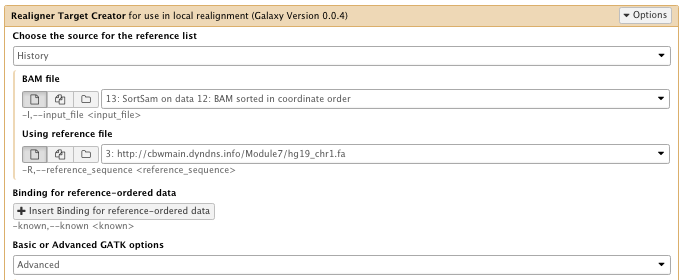 Realigner Target Creator for use in local realignment (Galaxy Version 0.0.4)
Options
Choose the source for the reference list
History
BAM file
13: SortSam on data 12: BAM sorted in coordinate order
-I,--input_file <input_file>
Using reference file
3: http://cbwmain.dyndns.info/Module7/hg19_chr1.fa
-R,--reference_sequence <reference_sequence>
Binding for reference-ordered data
+ Insert Binding for reference-ordered data
-known,--known <known>
Basic or Advanced GATK options
Advanced